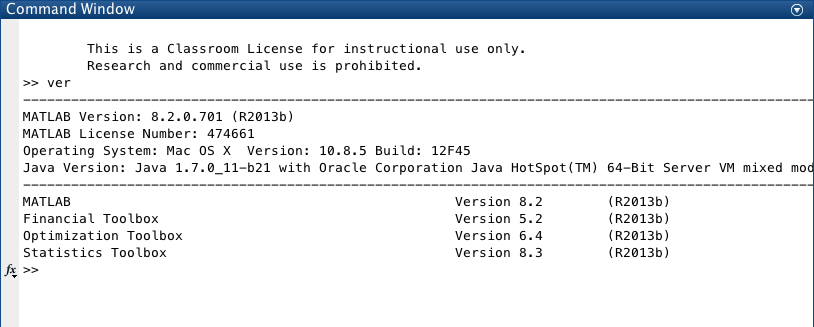 Command Window
This is a Classroom License for instructional use only.
Research and commercial use is prohibited.
>> ver
MATLAB Version: 8.2.0.701 (R2013b)
MATLAB License Number: 474661
Operating System: Mac OS X  Version: 10.8.5 Build: 12F45
Java Version: Java 1.7.0_11-b21 with Oracle Corporation Java HotSpot(TM) 64-Bit Server VM mixed mod
MATLAB Version 8.2 (R2013b)
Financial Toolbox Version 5.2 (R2013b)
Optimization Toolbox Version 6.4 (R2013b)
Statistics Toolbox Version 8.3 (R2013b)
fx >>